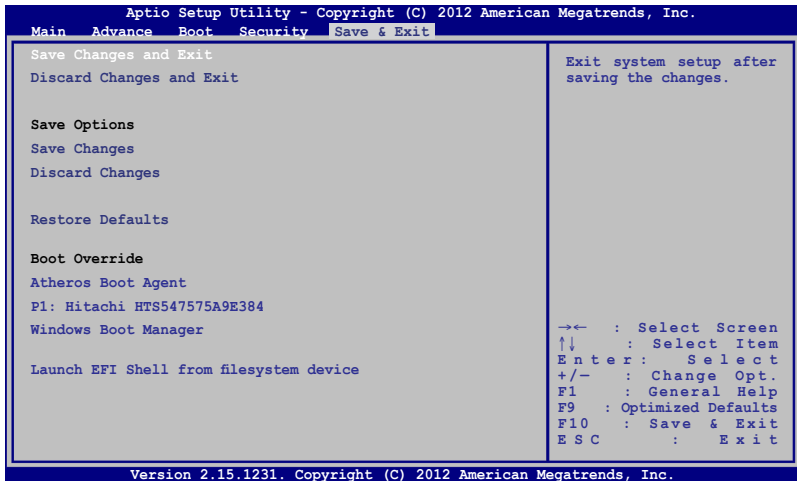 Aptio Setup Utility - Copyright (C) 2012 American Megatrends, Inc.
Main Advance Boot Security Save & Exit
Save Changes and Exit
Discard Changes and Exit
Save Options
Save Changes
Discard Changes
Restore Defaults
Boot Override
Atheros Boot Agent
P1: Hitachi HTS547575A9E384
Windows Boot Manager
Launch EFI Shell from filesystem device
Exit system setup after
saving the changes.
→← : Select Screen
↑↓ : Select Item
Enter: Select
+/— : Change Opt.
F1 : General Help
F9 : Optimized Defaults
F10 : Save & Exit
ESC : Exit
Version 2.15.1231. Copyright (C) 2012 American Megatrends, Inc.